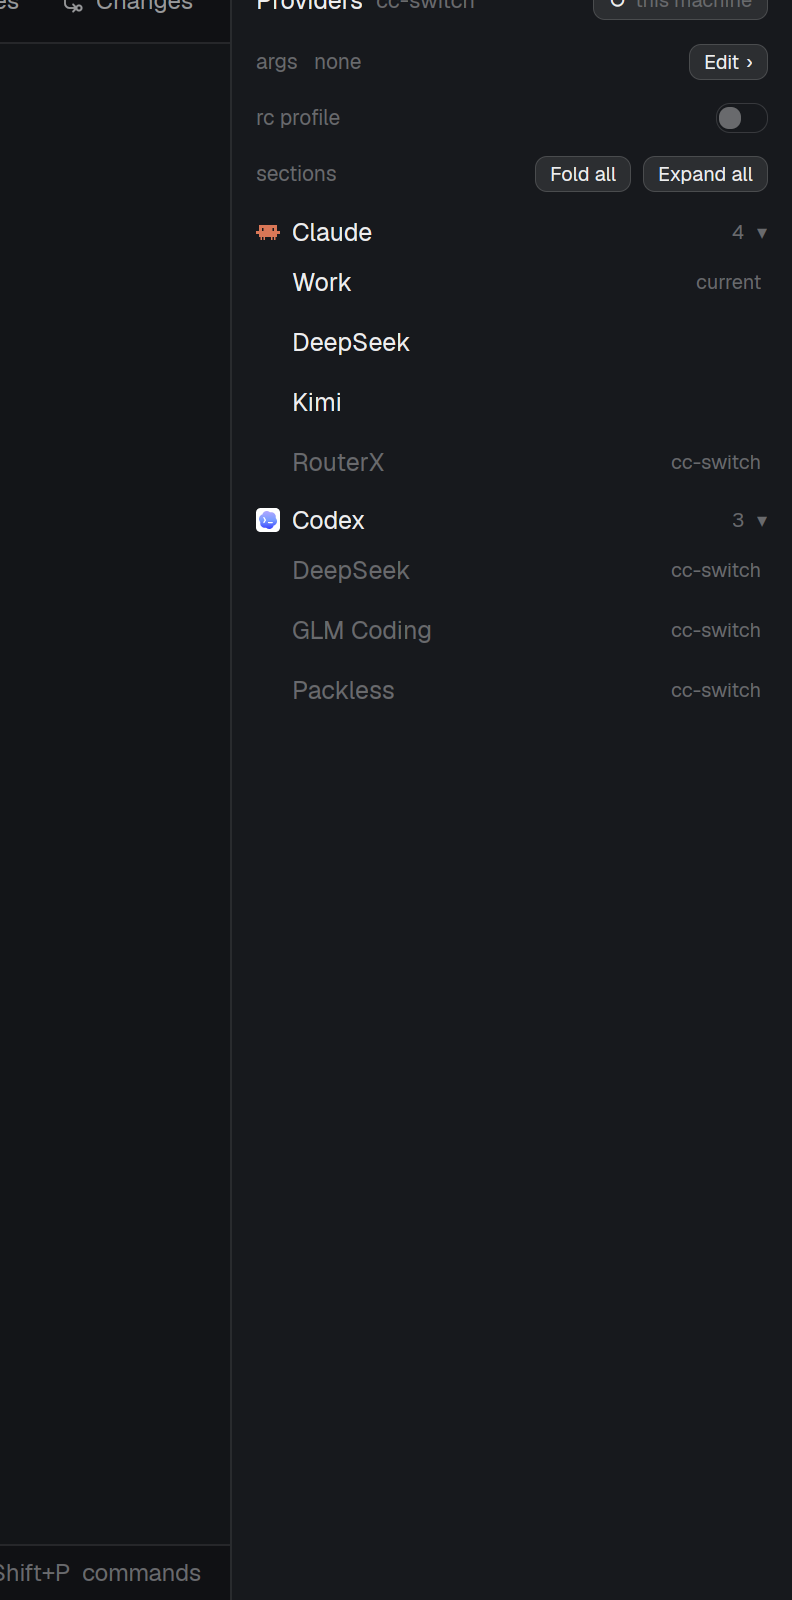 es Changes
Providers cc-switch this machine
args none Edit ›
rc profile
sections Fold all Expand all
Claude 4 ▾
Work current
DeepSeek
Kimi
RouterX cc-switch
Codex 3 ▾
DeepSeek cc-switch
GLM Coding cc-switch
Packless cc-switch
Shift+P commands